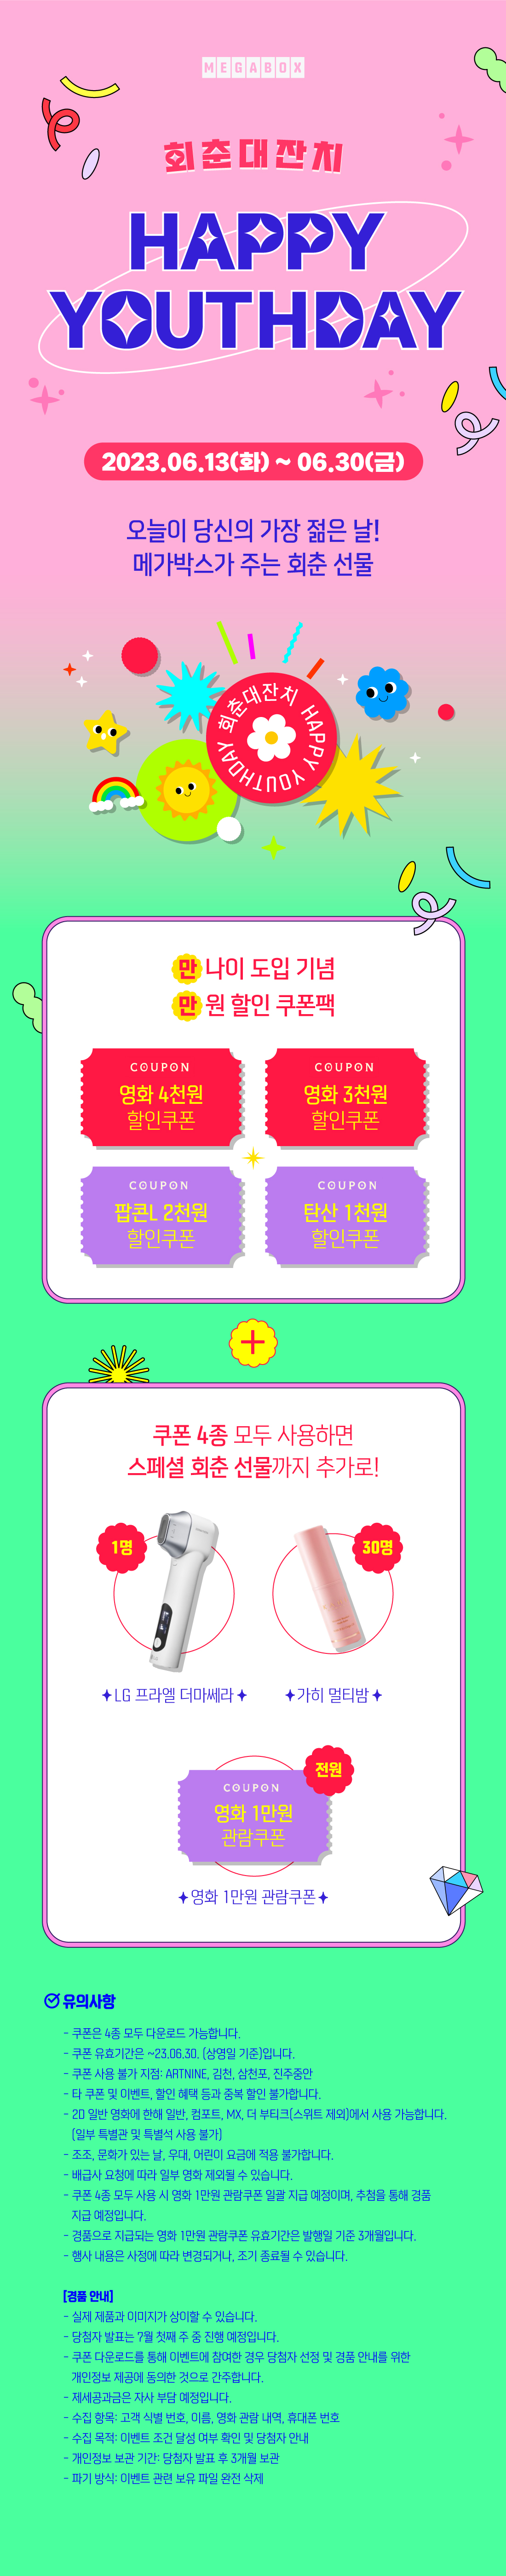 MEGABOX
회춘대잔치
HAPPY
YOUTHDAY
2023.06.13(화) ~ 06.30(금)
오늘이 당신의 가장 젊은 날!
메가박스가 주는 회춘 선물
회춘대잔치 HAPPY YOUTHDAY
만 나이 도입 기념
만 원 할인 쿠폰팩
COUPON
영화 4천원
할인쿠폰
COUPON
영화 3천원
할인쿠폰
COUPON
팝콘L 2천원
할인쿠폰
COUPON
탄산 1천원
할인쿠폰
쿠폰 4종 모두 사용하면
스페셜 회춘 선물까지 추가로!
1명
30명
LG 프라엘 더마쎄라
가히 멀티밤
전원
COUPON
영화 1만원
관람쿠폰
영화 1만원 관람쿠폰
유의사항
- 쿠폰은 4종 모두 다운로드 가능합니다.
- 쿠폰 유효기간은 ~23.06.30. (상영일 기준)입니다.
- 쿠폰 사용 불가 지점: ARTNINE, 김천, 삼천포, 진주중안
- 타 쿠폰 및 이벤트, 할인 혜택 등과 중복 할인 불가합니다.
- 2D 일반 영화에 한해 일반, 컴포트, MX, 더 부티크(스위트 제외)에서 사용 가능합니다.
(일부 특별관 및 특별석 사용 불가)
- 조조, 문화가 있는 날, 우대, 어린이 요금에 적용 불가합니다.
- 배급사 요청에 따라 일부 영화 제외될 수 있습니다.
- 쿠폰 4종 모두 사용 시 영화 1만원 관람쿠폰 일괄 지급 예정이며, 추첨을 통해 경품
지급 예정입니다.
- 경품으로 지급되는 영화 1만원 관람쿠폰 유효기간은 발행일 기준 3개월입니다.
- 행사 내용은 사정에 따라 변경되거나, 조기 종료될 수 있습니다.
[경품 안내]
- 실제 제품과 이미지가 상이할 수 있습니다.
- 당첨자 발표는 7월 첫째 주 중 진행 예정입니다.
- 쿠폰 다운로드를 통해 이벤트에 참여한 경우 당첨자 선정 및 경품 안내를 위한
개인정보 제공에 동의한 것으로 간주합니다.
- 제세공과금은 자사 부담 예정입니다.
- 수집 항목: 고객 식별 번호, 이름, 영화 관람 내역, 휴대폰 번호
- 수집 목적: 이벤트 조건 달성 여부 확인 및 당첨자 안내
- 개인정보 보관 기간: 당첨자 발표 후 3개월 보관
- 파기 방식: 이벤트 관련 보유 파일 완전 삭제